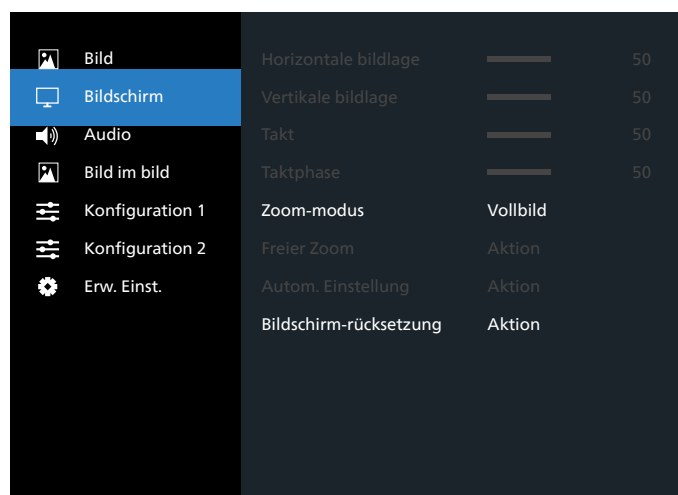 Bild
Bildschirm
Audio
Bild im bild
Konfiguration 1
Konfiguration 2
Erw. Einst.
Horizontale bildlage 50
Vertikale bildlage 50
Takt 50
Taktphase 50
Zoom-modus Vollbild
Freier Zoom Aktion
Autom. Einstellung Aktion
Bildschirm-rücksetzung Aktion